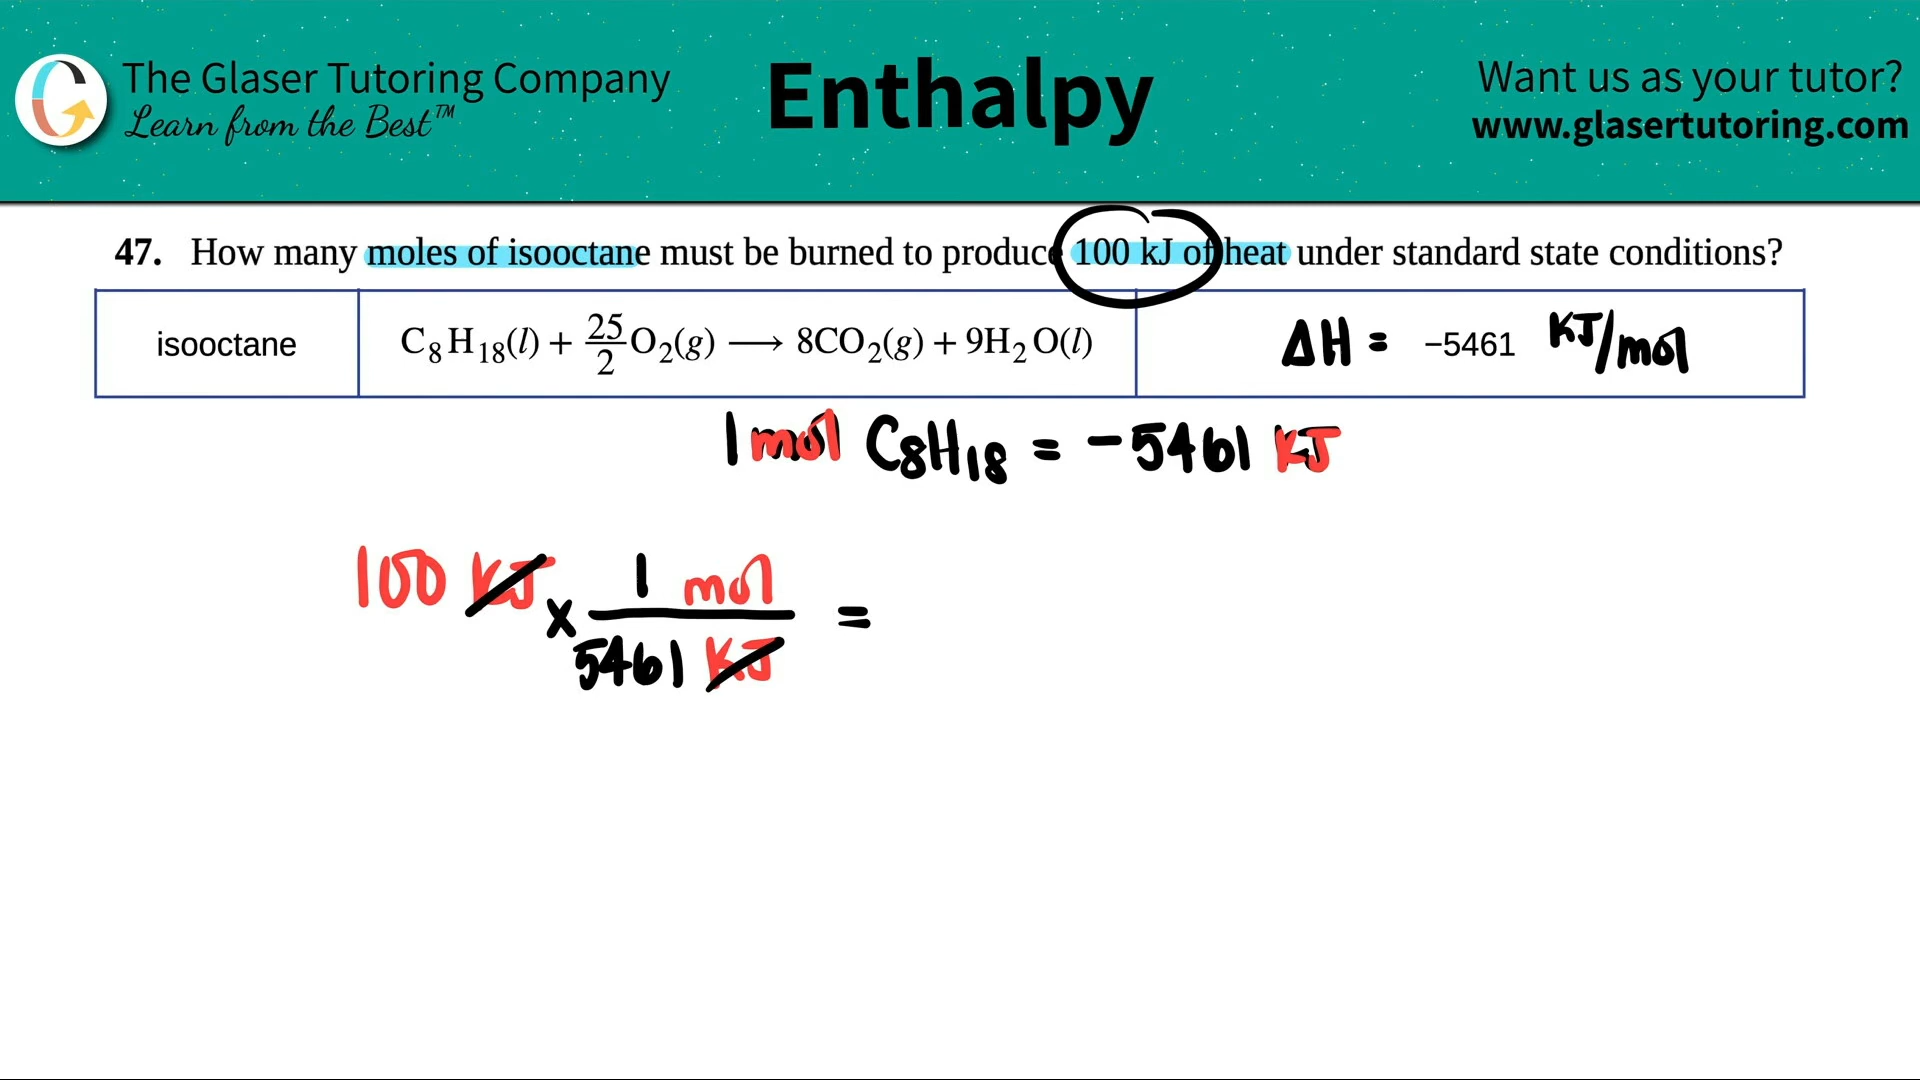 The Glaser Tutoring Company
Learn from the Best™
Enthalpy
Want us as your tutor?
www.glasertutoring.com
47. How many moles of isooctane must be burned to produce 100 kJ of heat under standard state conditions?
isooctane C₈H₁₈(l) + 25/2 O₂(g) ⟶ 8CO₂(g) + 9H₂O(l) ΔH = −5461 KJ/mol
1 mol C₈H₁₈ = −5461 KJ
100 KJ x 1 mol / 5461 KJ =